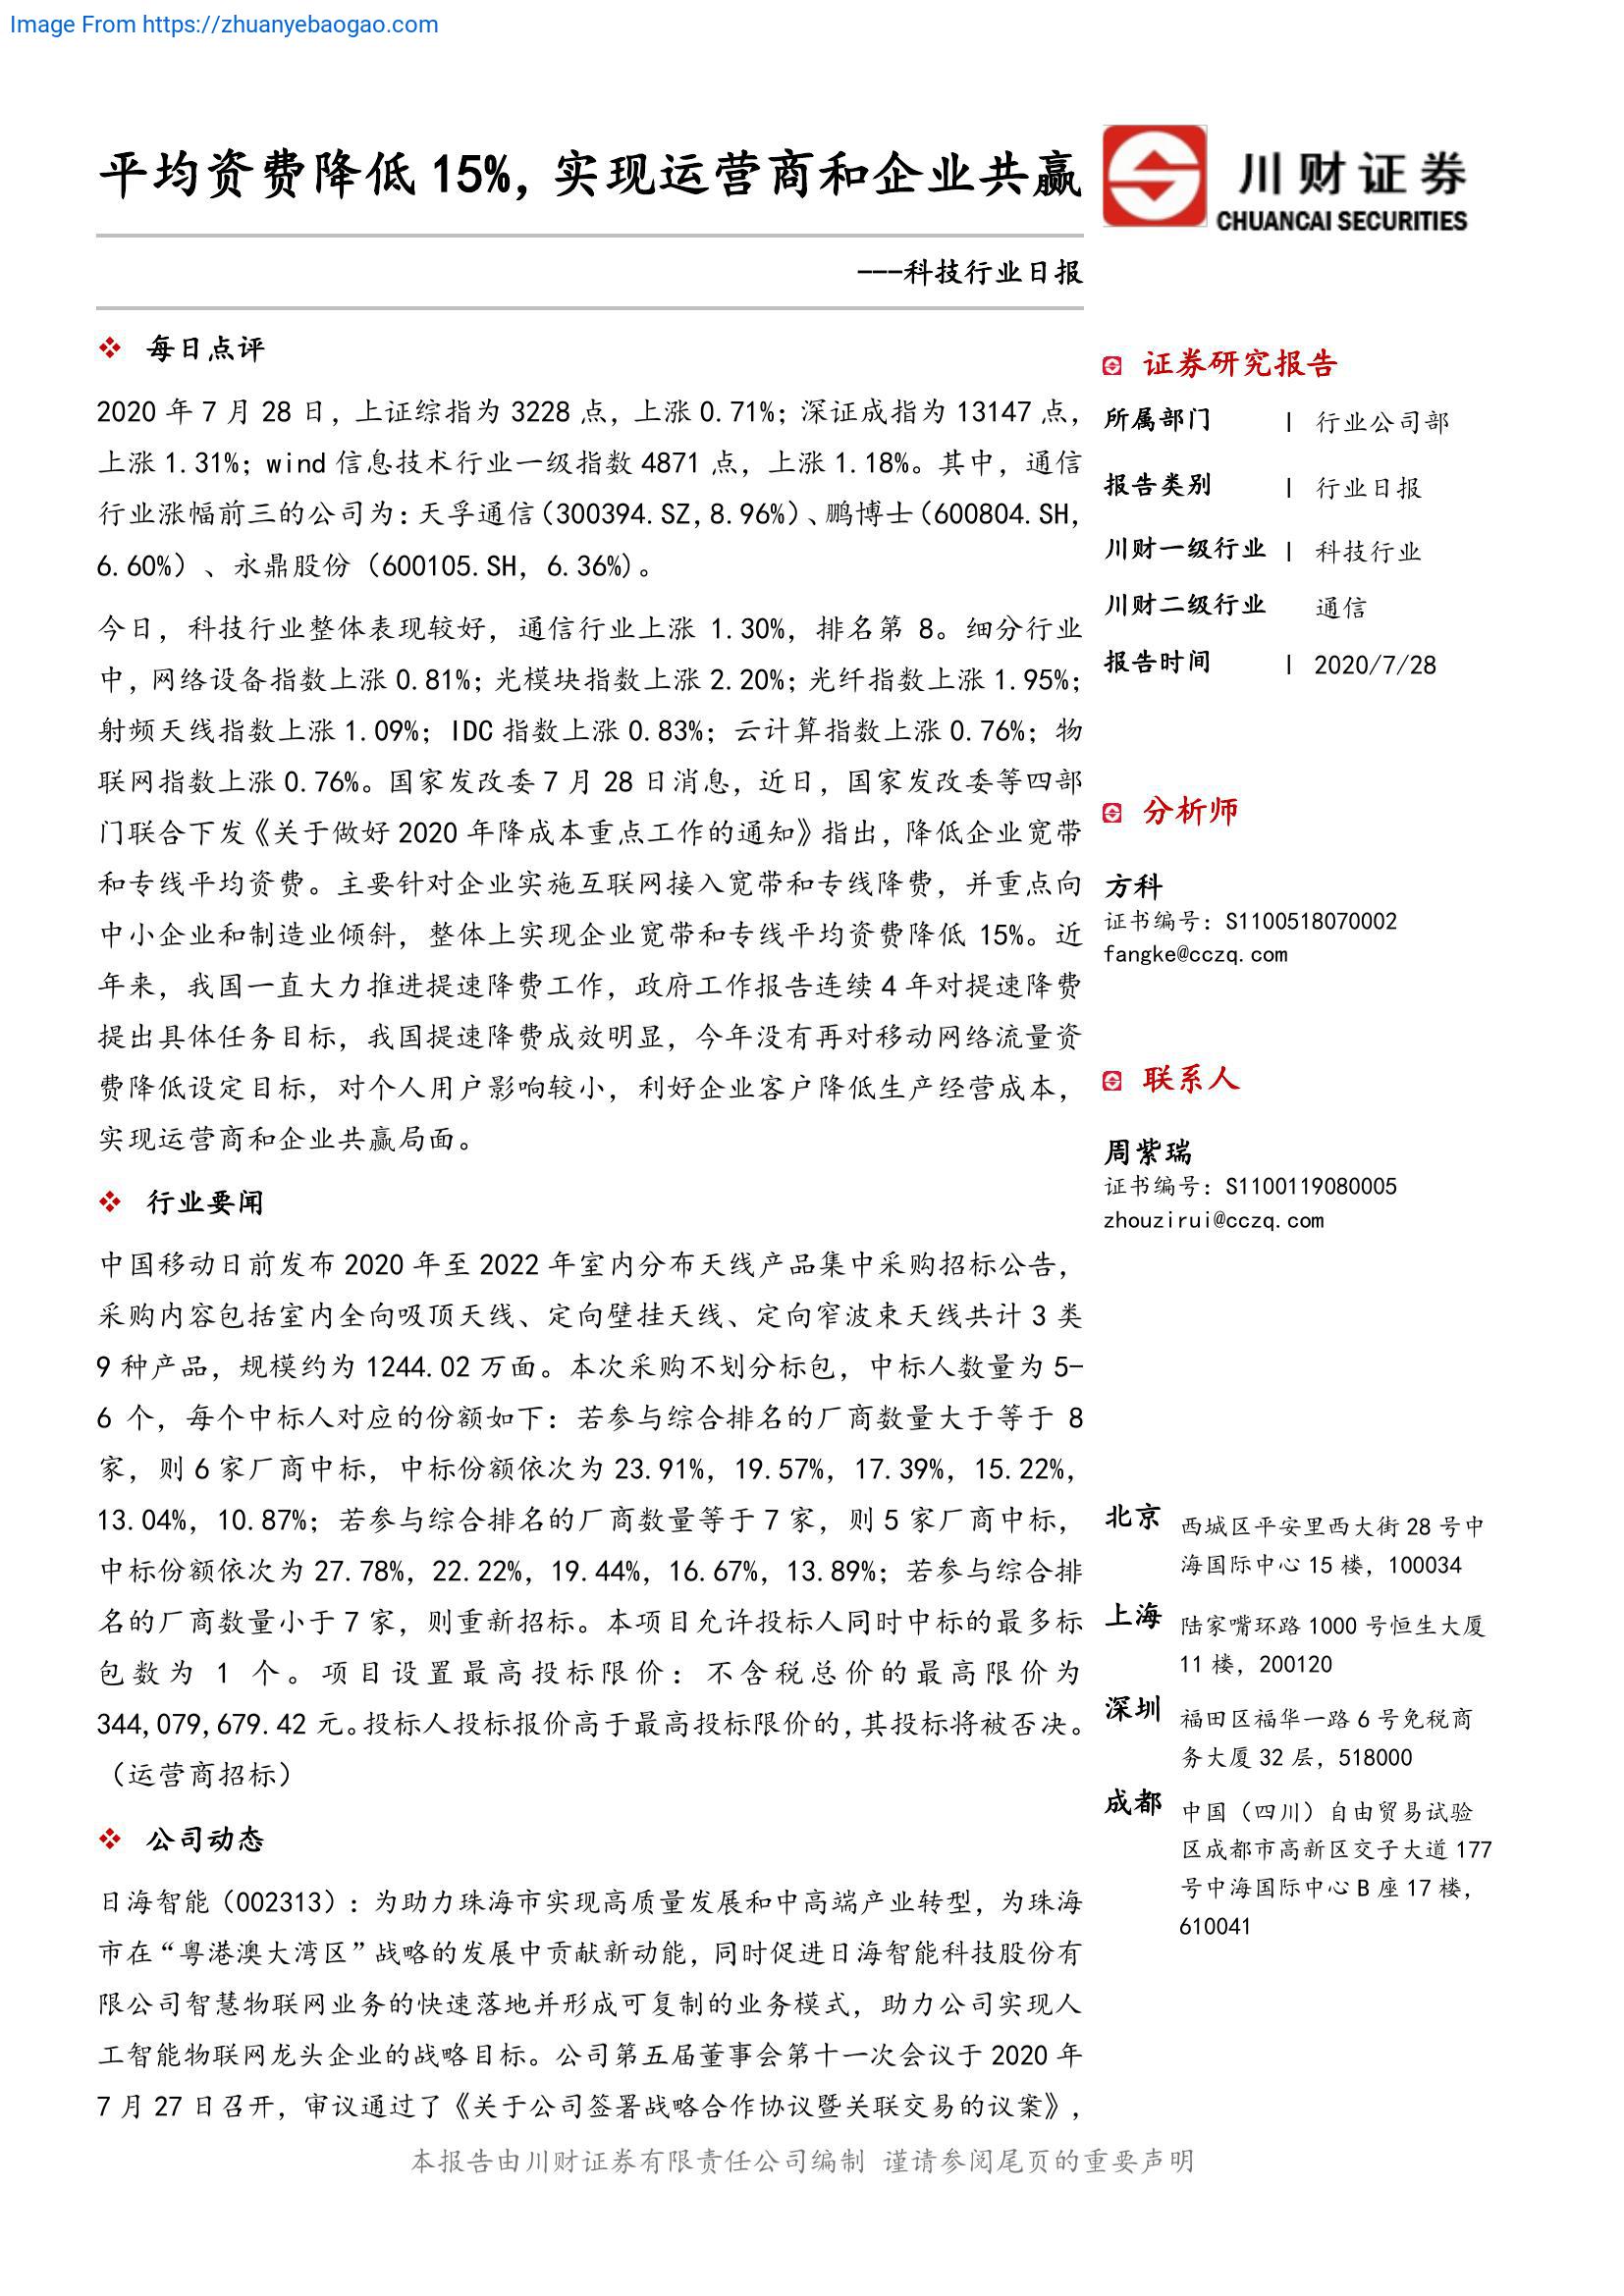 Image From https://zhuanyebaogao.com
平均资费降低 15%，实现运营商和企业共赢
川财证券
CHUANCAI SECURITIES
---科技行业日报
❖ 每日点评
2020 年 7 月 28 日，上证综指为 3228 点，上涨 0.71%；深证成指为 13147 点，
上涨 1.31%；wind 信息技术行业一级指数 4871 点，上涨 1.18%。其中，通信
行业涨幅前三的公司为：天孚通信（300394.SZ，8.96%）、鹏博士（600804.SH，
6.60%）、永鼎股份（600105.SH，6.36%）。
今日，科技行业整体表现较好，通信行业上涨 1.30%，排名第 8。细分行业
中，网络设备指数上涨 0.81%；光模块指数上涨 2.20%；光纤指数上涨 1.95%；
射频天线指数上涨 1.09%；IDC 指数上涨 0.83%；云计算指数上涨 0.76%；物
联网指数上涨 0.76%。国家发改委 7 月 28 日消息，近日，国家发改委等四部
门联合下发《关于做好 2020 年降成本重点工作的通知》指出，降低企业宽带
和专线平均资费。主要针对企业实施互联网接入宽带和专线降费，并重点向
中小企业和制造业倾斜，整体上实现企业宽带和专线平均资费降低 15%。近
年来，我国一直大力推进提速降费工作，政府工作报告连续 4 年对提速降费
提出具体任务目标，我国提速降费成效明显，今年没有再对移动网络流量资
费降低设定目标，对个人用户影响较小，利好企业客户降低生产经营成本，
实现运营商和企业共赢局面。
❖ 行业要闻
中国移动日前发布 2020 年至 2022 年室内分布天线产品集中采购招标公告，
采购内容包括室内全向吸顶天线、定向壁挂天线、定向窄波束天线共计 3 类
9 种产品，规模约为 1244.02 万面。本次采购不划分标包，中标人数量为 5-
6 个，每个中标人对应的份额如下：若参与综合排名的厂商数量大于等于 8
家，则 6 家厂商中标，中标份额依次为 23.91%，19.57%，17.39%，15.22%，
13.04%，10.87%；若参与综合排名的厂商数量等于 7 家，则 5 家厂商中标，
中标份额依次为 27.78%，22.22%，19.44%，16.67%，13.89%；若参与综合排
名的厂商数量小于 7 家，则重新招标。本项目允许投标人同时中标的最多标
包数为 1 个。项目设置最高投标限价：不含税总价的最高限价为
344,079,679.42 元。投标人投标报价高于最高投标限价的，其投标将被否决。
（运营商招标）
❖ 公司动态
日海智能（002313）：为助力珠海市实现高质量发展和中高端产业转型，为珠海
市在“粤港澳大湾区”战略的发展中贡献新动能，同时促进日海智能科技股份有
限公司智慧物联网业务的快速落地并形成可复制的业务模式，助力公司实现人
工智能物联网龙头企业的战略目标。公司第五届董事会第十一次会议于 2020 年
7 月 27 日召开，审议通过了《关于公司签署战略合作协议暨关联交易的议案》，
证券研究报告
所属部门 | 行业公司部
报告类别 | 行业日报
川财一级行业 | 科技行业
川财二级行业 通信
报告时间 | 2020/7/28
分析师
方科
证书编号：S1100518070002
fangke@cczq.com
联系人
周紫瑞
证书编号：S1100119080005
zhouzirui@cczq.com
北京 西城区平安里西大街 28 号中
海国际中心 15 楼，100034
上海 陆家嘴环路 1000 号恒生大厦
11 楼，200120
深圳 福田区福华一路 6 号免税商
务大厦 32 层，518000
成都 中国（四川）自由贸易试验
区成都市高新区交子大道 177
号中海国际中心 B 座 17 楼，
610041
本报告由川财证券有限责任公司编制 谨请参阅尾页的重要声明